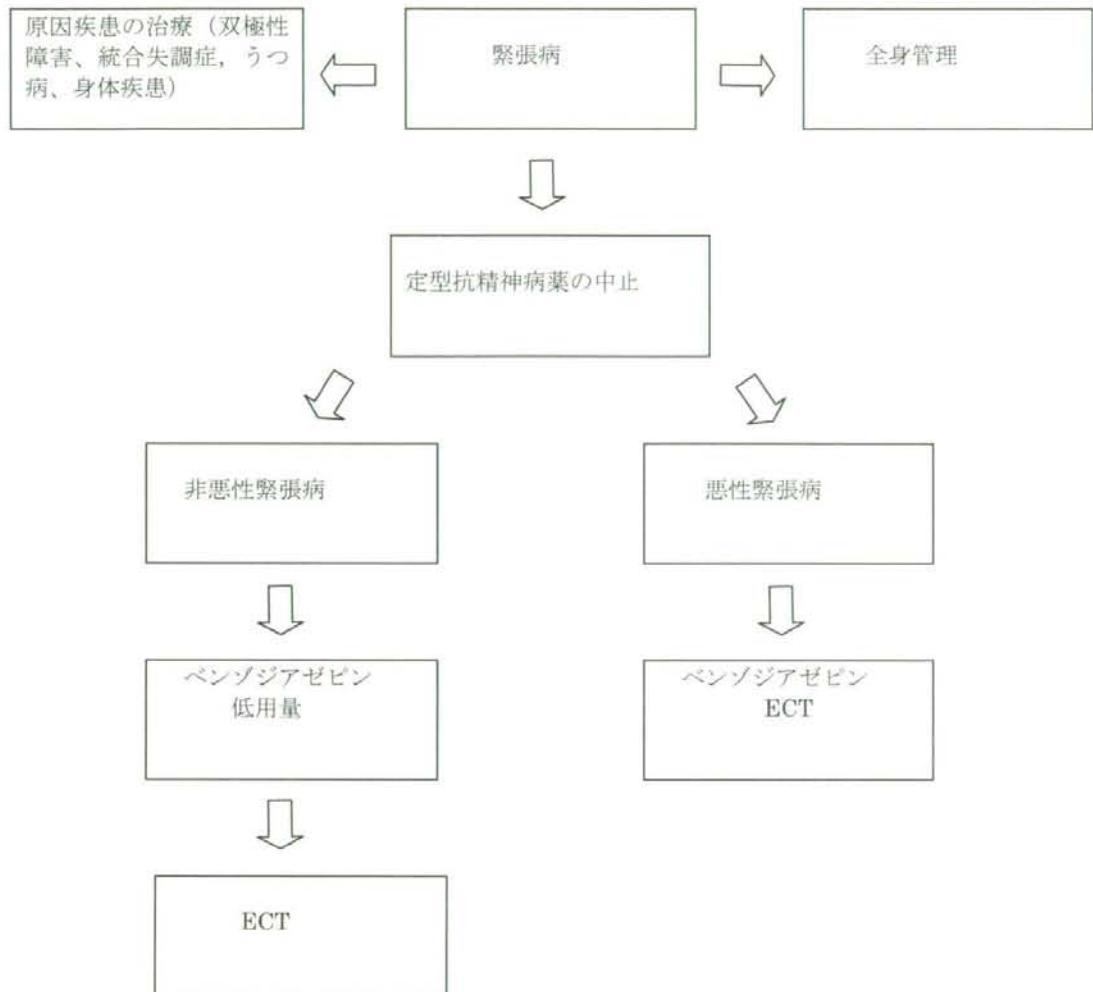 原因疾患の治療（双極性
障害、統合失調症，うつ
病、身体疾患）
緊張病
全身管理
定型抗精神病薬の中止
非悪性緊張病
悪性緊張病
ベンゾジアゼピン
低用量
ベンゾジアゼピン
ECT
ECT